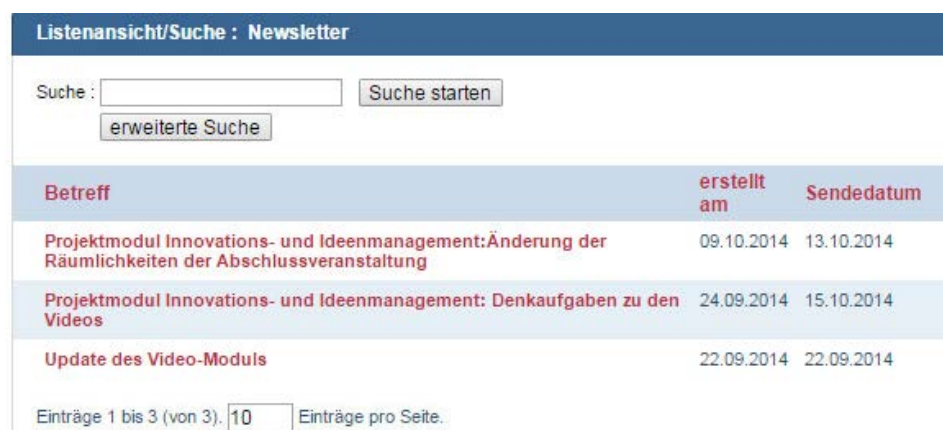 Listenansicht/Suche : Newsletter
Suche : Suche starten
erweiterte Suche
Betreff erstellt am Sendedatum
Projektmodul Innovations- und Ideenmanagement:Änderung der 09.10.2014 13.10.2014
Räumlichkeiten der Abschlussveranstaltung
Projektmodul Innovations- und Ideenmanagement: Denkaufgaben zu den 24.09.2014 15.10.2014
Videos
Update des Video-Moduls 22.09.2014 22.09.2014
Einträge 1 bis 3 (von 3). 10 Einträge pro Seite.